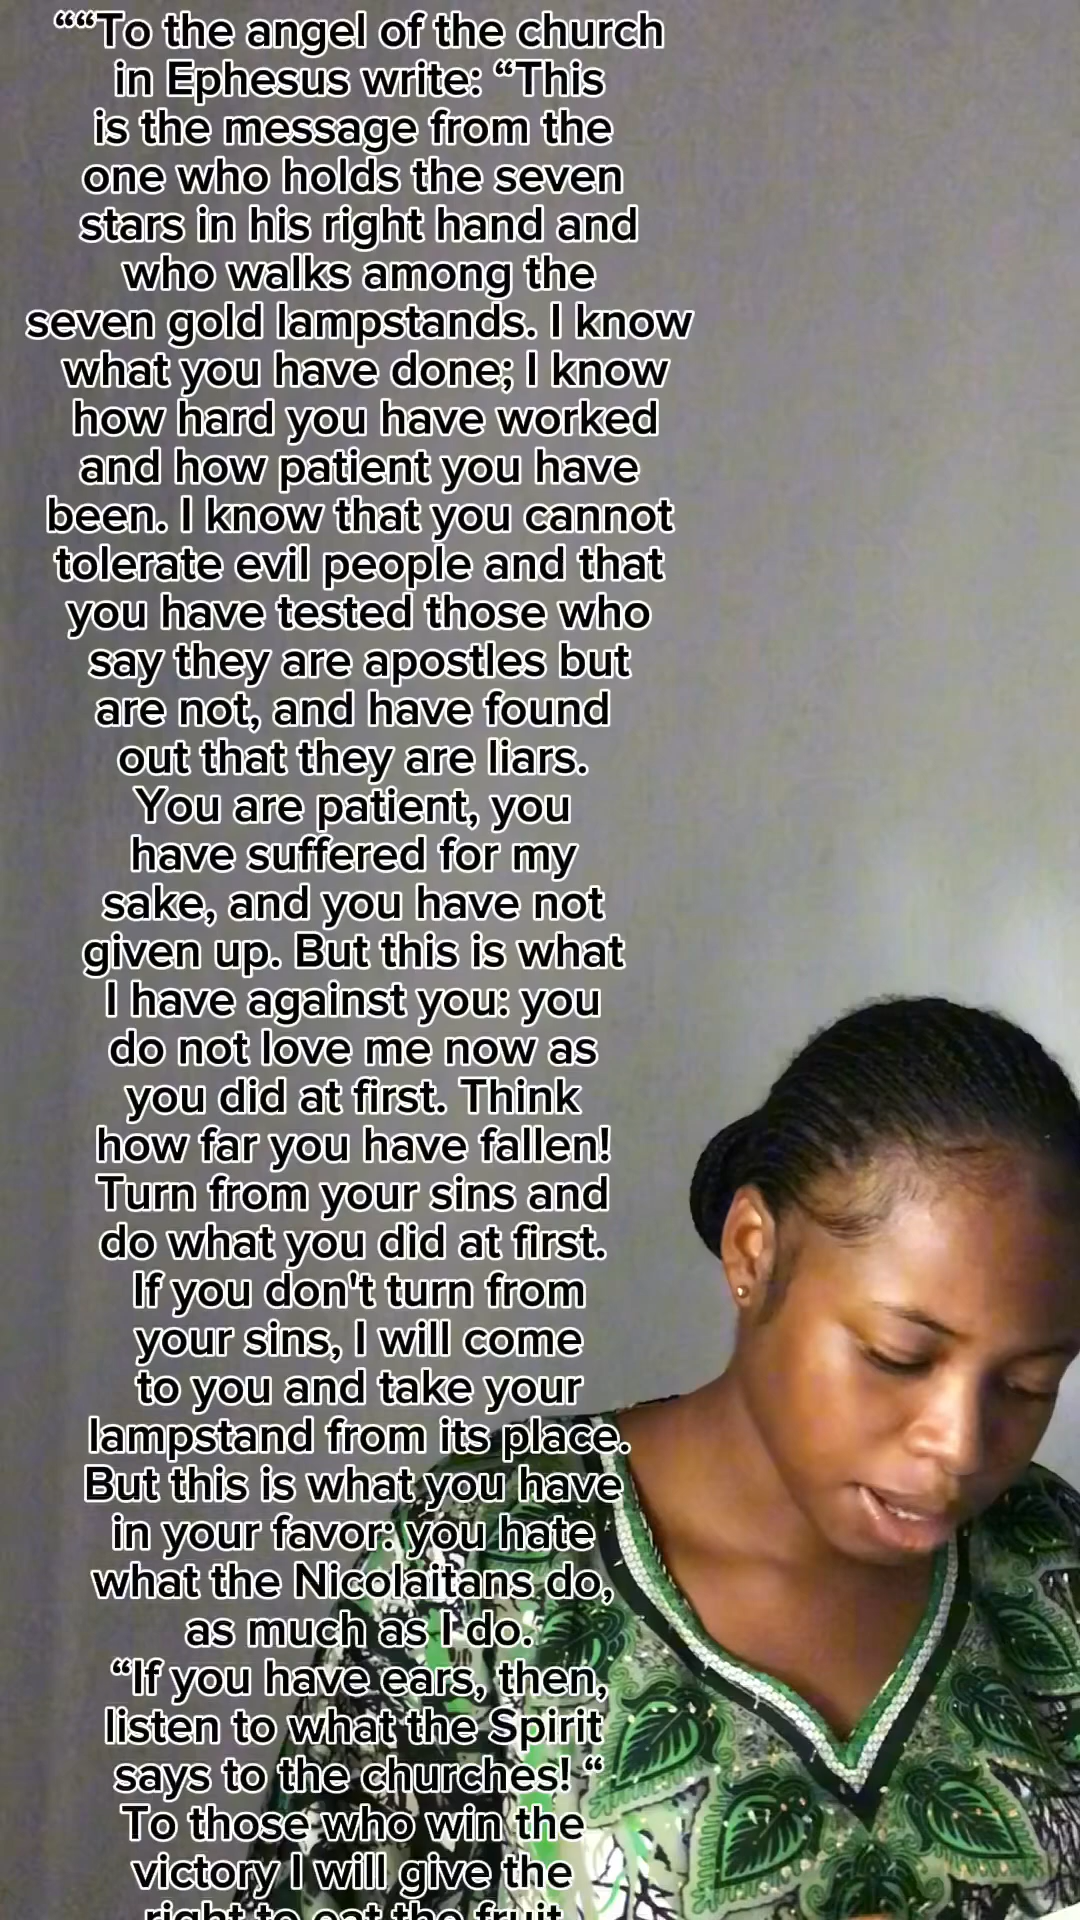 ““To the angel of the church
in Ephesus write: “This
is the message from the
one who holds the seven
stars in his right hand and
who walks among the
seven gold lampstands. I know
what you have done; I know
how hard you have worked
and how patient you have
been. I know that you cannot
tolerate evil people and that
you have tested those who
say they are apostles but
are not, and have found
out that they are liars.
You are patient, you
have suffered for my
sake, and you have not
given up. But this is what
I have against you: you
do not love me now as
you did at first. Think
how far you have fallen!
Turn from your sins and
do what you did at first.
If you don't turn from
your sins, I will come
to you and take your
lampstand from its place.
But this is what you have
in your favor: you hate
what the Nicolaitans do,
as much as I do.
“If you have ears, then,
listen to what the Spirit
says to the churches! “
To those who win the
victory I will give the
right to eat the fruit